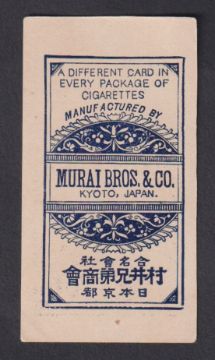 A DIFFERENT CARD IN
EVERY PACKAGE OF
CIGARETTES
MANUFACTURED BY
MURAI BROS. & CO.
KYOTO, JAPAN.
合名會社
村井兄弟商會
日本京都